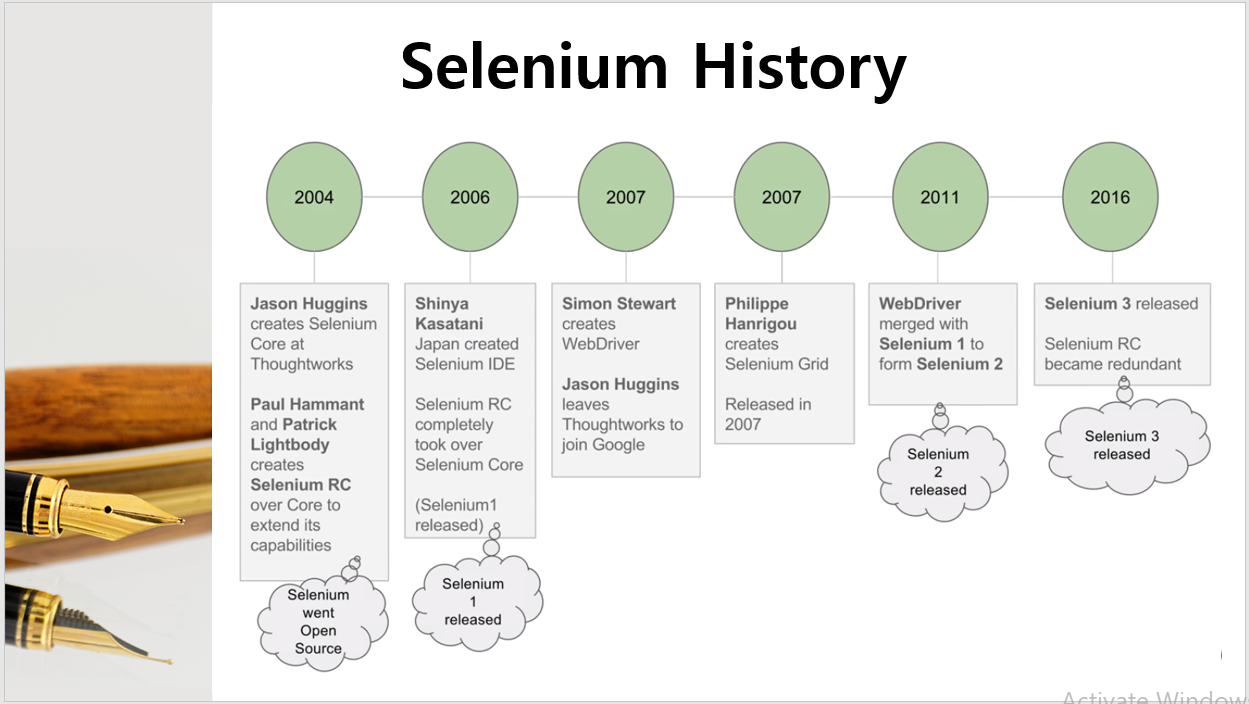 Selenium History
2004
2006
2007
2007
2011
2016
Jason Huggins
creates Selenium
Core at
Thoughtworks
Paul Hammant
and Patrick
Lightbody
creates
Selenium RC
over Core to
extend its
capabilities
Selenium
went
Open
Source
Shinya
Kasatani
Japan created
Selenium IDE
Selenium RC
completely
took over
Selenium Core
(Selenium1
released)
Selenium
1
released
Simon Stewart
creates
WebDriver
Jason Huggins
leaves
Thoughtworks to
join Google
Philippe
Hanrigou
creates
Selenium Grid
Released in
2007
WebDriver
merged with
Selenium 1 to
form Selenium 2
Selenium
2
released
Selenium 3 released
Selenium RC
became redundant
Selenium 3
released
Activate Window